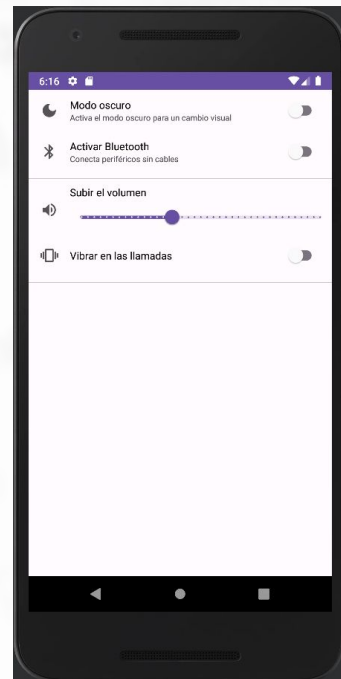 6:16
Modo oscuro
Activa el modo oscuro para un cambio visual
Activar Bluetooth
Conecta periféricos sin cables
Subir el volumen
Vibrar en las llamadas